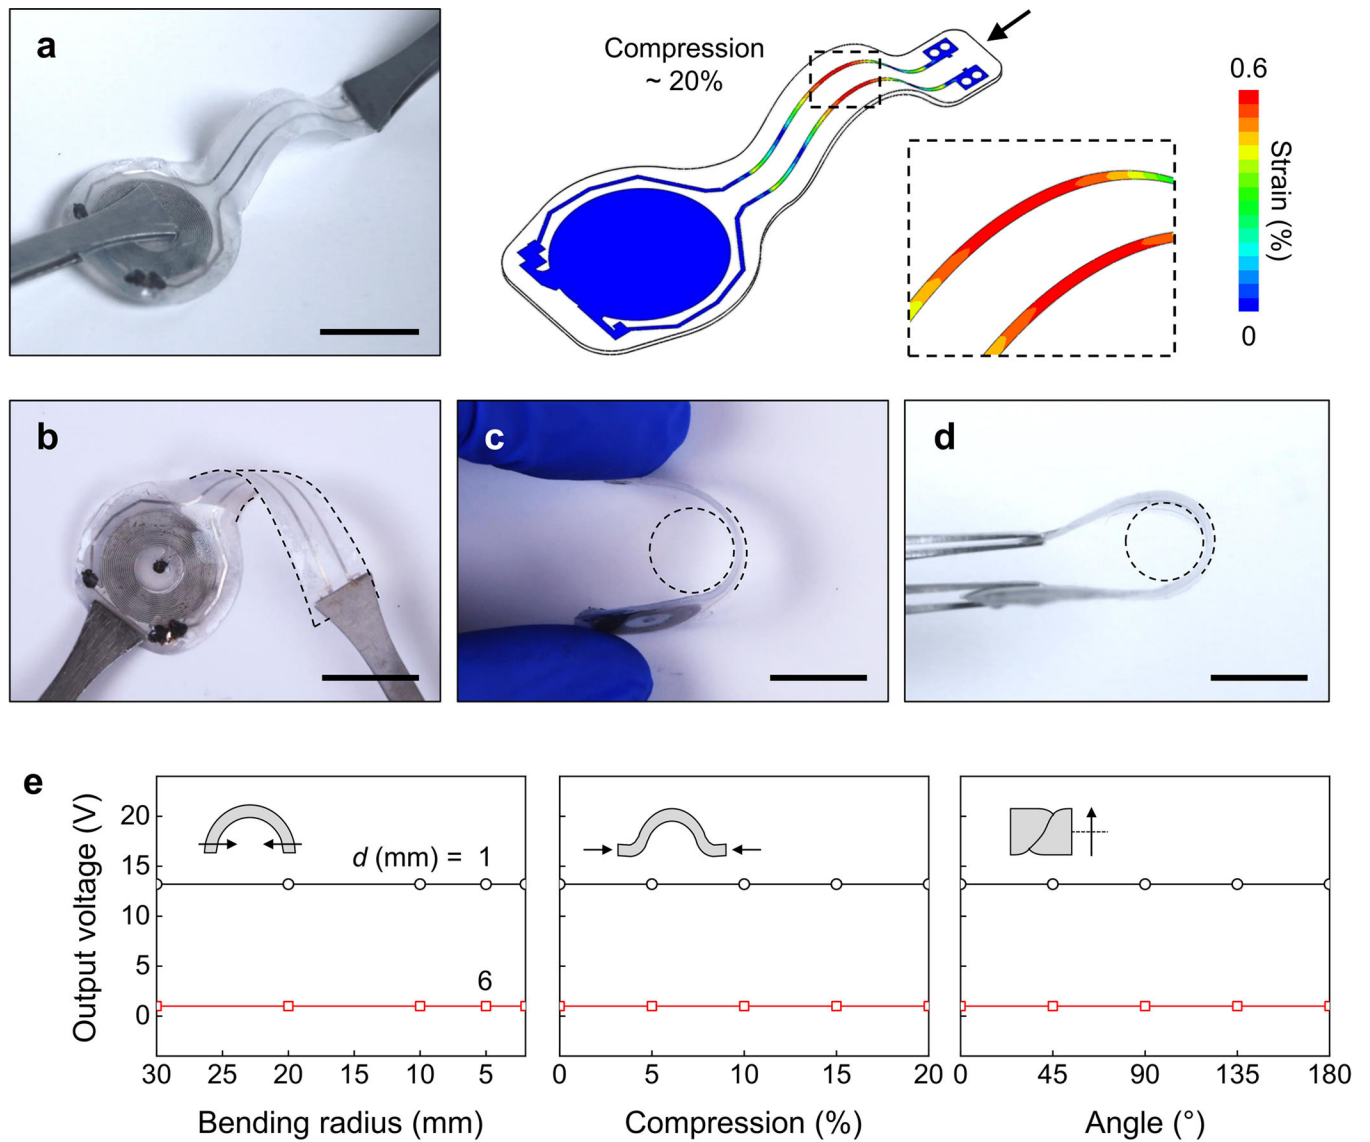 a
Compression
~ 20%
0.6
Strain (%)
0
b
c
d
e
Output voltage (V)
20
15
10
5
0
d (mm) = 1
6
30 25 20 15 10 5
Bending radius (mm)
0 5 10 15 20
Compression (%)
0 45 90 135 180
Angle (°)